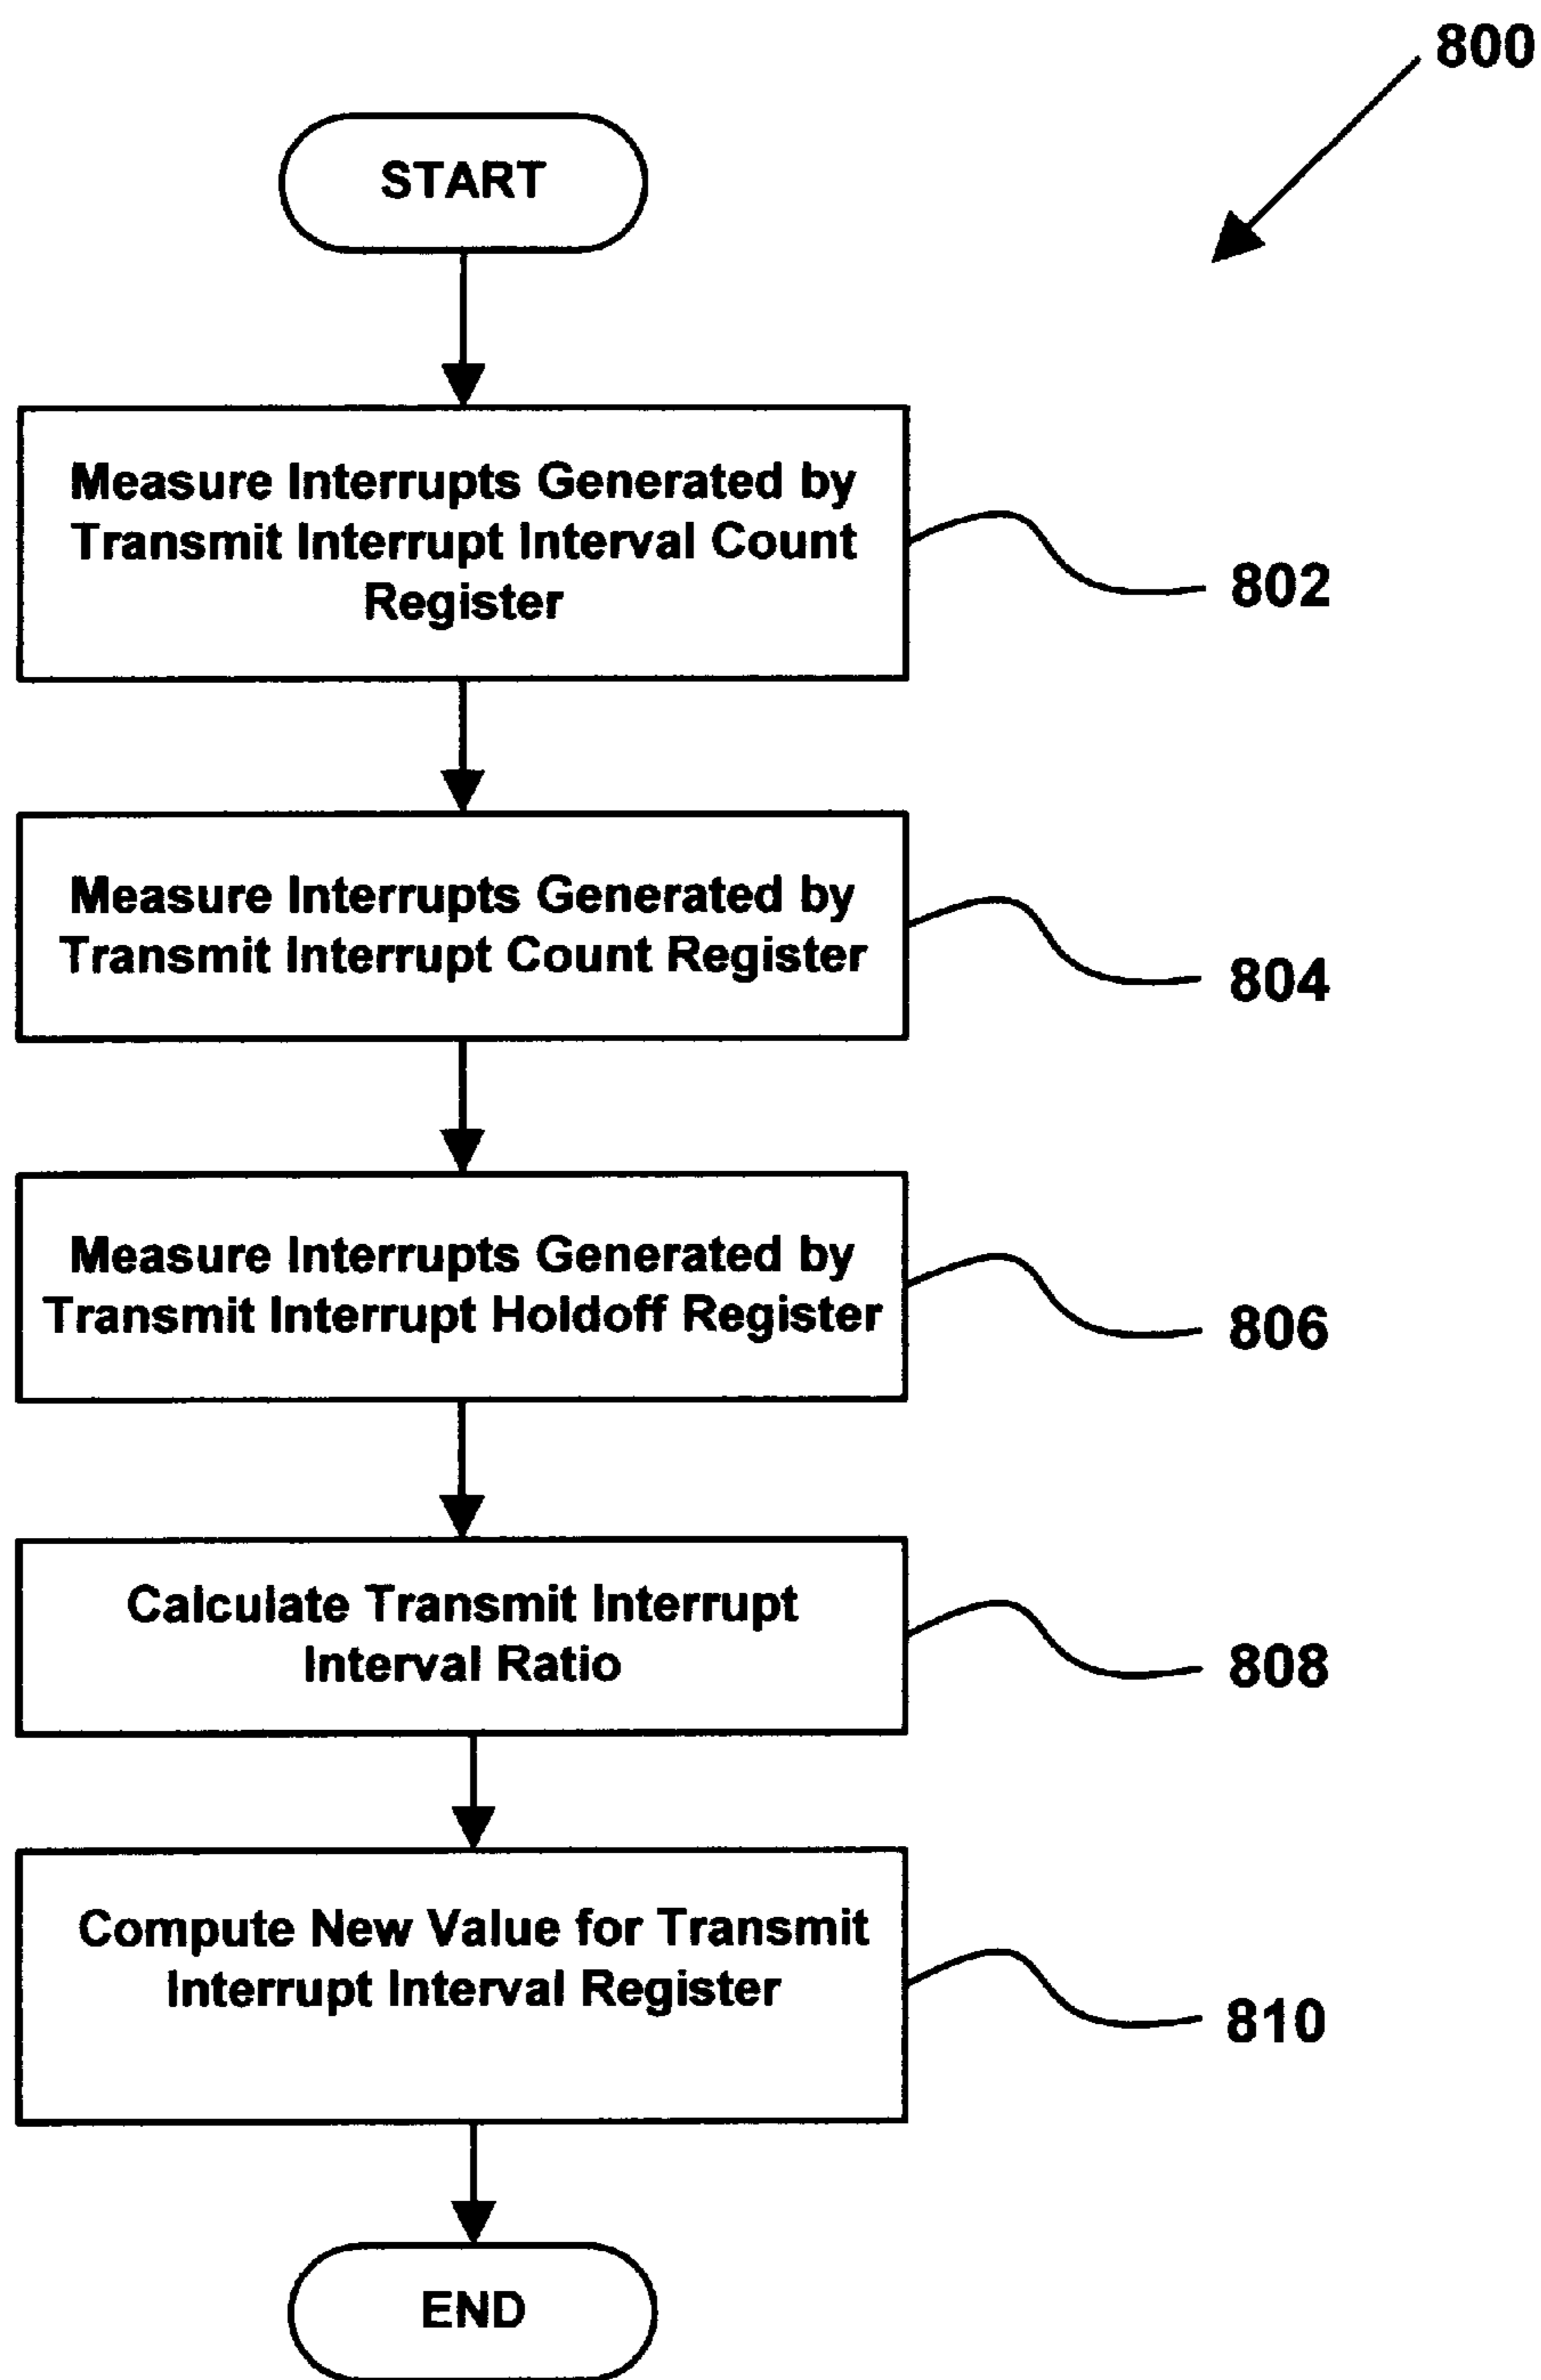 800
START
Measure Interrupts Generated by
Transmit Interrupt Interval Count
Register
802
Measure Interrupts Generated by
Transmit Interrupt Count Register
804
Measure Interrupts Generated by
Transmit Interrupt Holdoff Register
806
Calculate Transmit Interrupt
Interval Ratio
808
Compute New Value for Transmit
Interrupt Interval Register
810
END